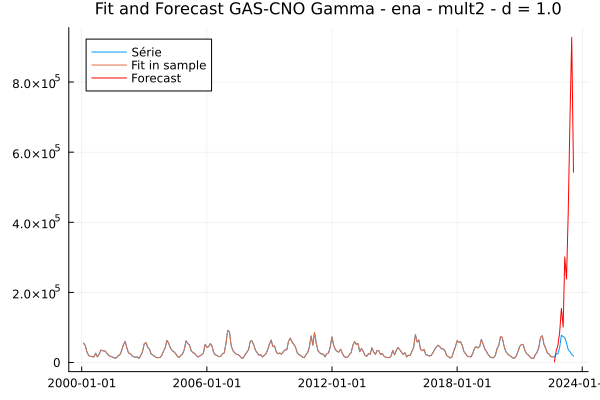 Fit and Forecast GAS-CNO Gamma - ena - mult2 - d = 1.0
Série
Fit in sample
Forecast
8.0×10⁵
6.0×10⁵
4.0×10⁵
2.0×10⁵
0
2000-01-01 2006-01-01 2012-01-01 2018-01-01 2024-01-